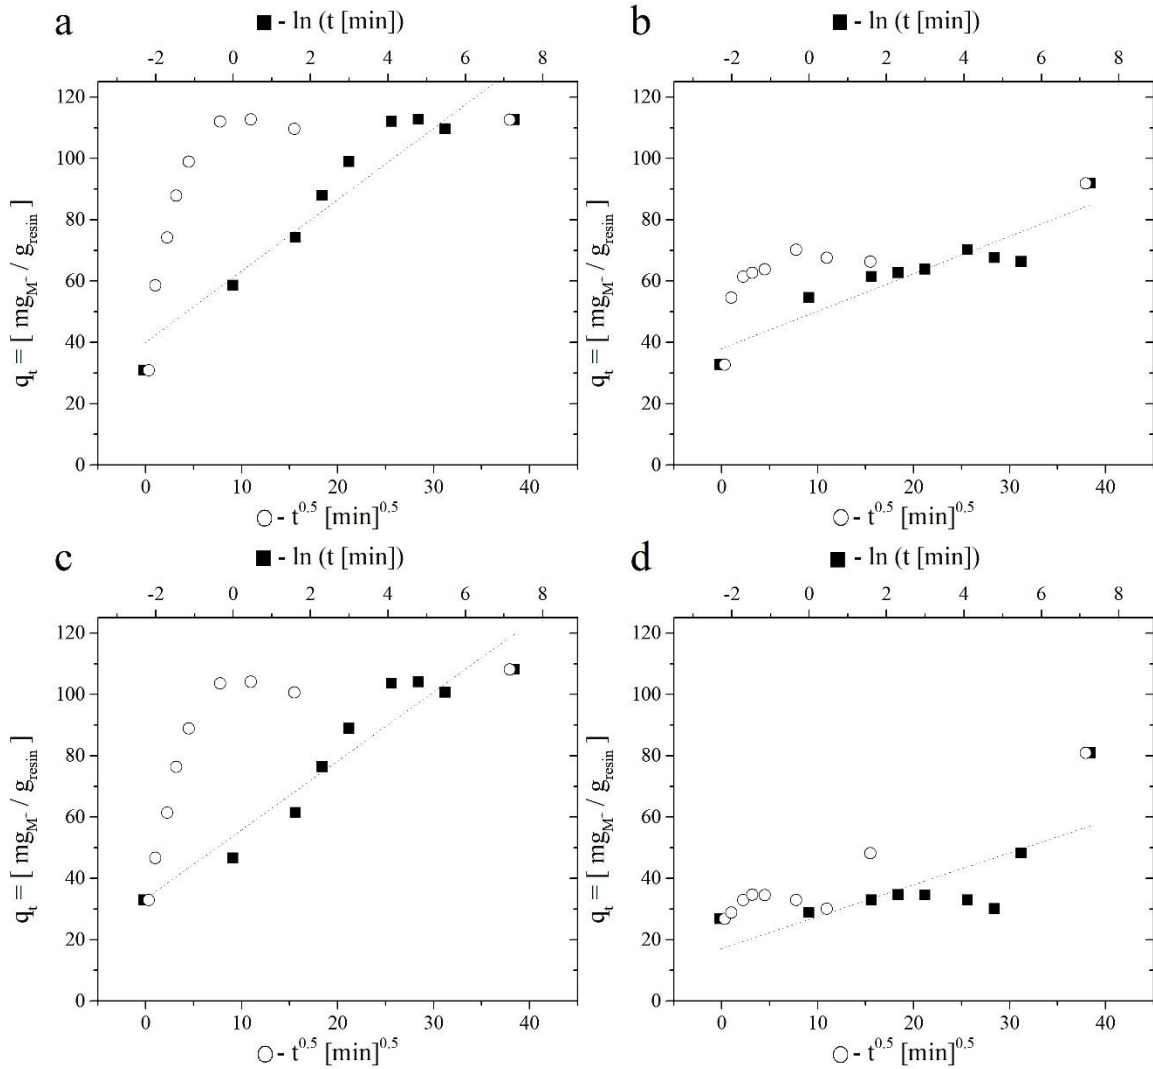 a
■ - ln (t [min])
-2 0 2 4 6 8
120
100
80
60
40
20
0
qt = [ mgM- / gresin ]
0 10 20 30 40
○ - t0.5 [min]0.5
b
■ - ln (t [min])
-2 0 2 4 6 8
120
100
80
60
40
20
0
qt = [ mgM- / gresin ]
0 10 20 30 40
○ - t0.5 [min]0.5
c
■ - ln (t [min])
-2 0 2 4 6 8
120
100
80
60
40
20
0
qt = [ mgM- / gresin ]
0 10 20 30 40
○ - t0.5 [min]0.5
d
■ - ln (t [min])
-2 0 2 4 6 8
120
100
80
60
40
20
0
qt = [ mgM- / gresin ]
0 10 20 30 40
○ - t0.5 [min]0.5